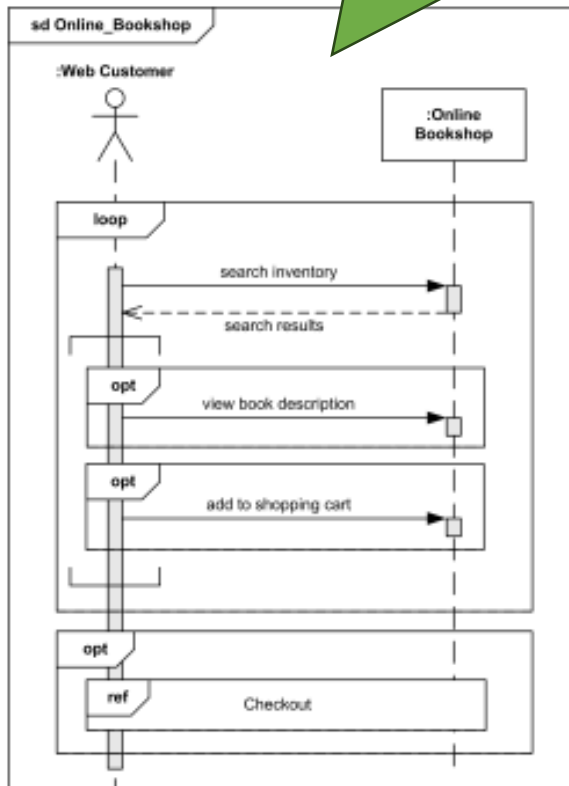 sd Online_Bookshop
:Web Customer
:Online
Bookshop
loop
search inventory
search results
opt
view book description
opt
add to shopping cart
opt
ref
Checkout